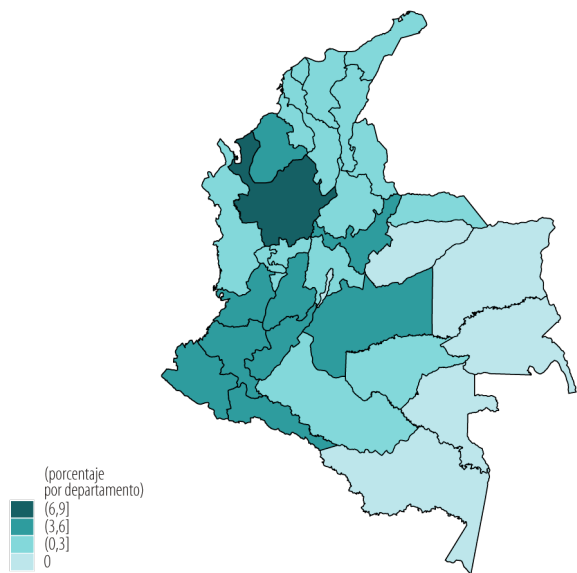 (porcentaje
por departamento)
(6,9]
(3,6]
(0,3]
0